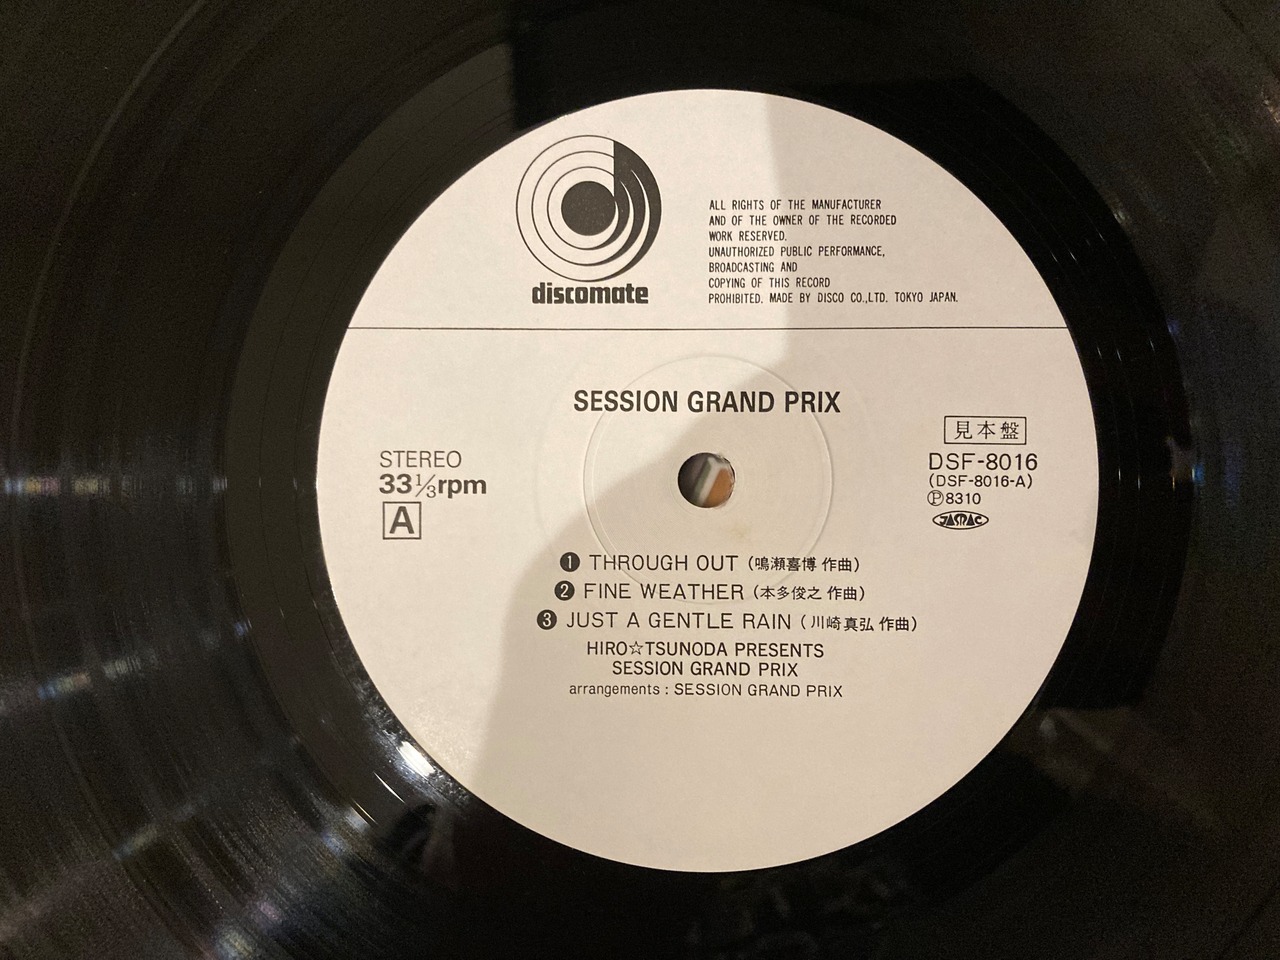 discomate
ALL RIGHTS OF THE MANUFACTURER
AND OF THE OWNER OF THE RECORDED
WORK RESERVED.
UNAUTHORIZED PUBLIC PERFORMANCE,
BROADCASTING AND
COPYING OF THIS RECORD
PROHIBITED. MADE BY DISCO CO.,LTD. TOKYO JAPAN.
SESSION GRAND PRIX
STEREO
33⅓rpm
A
見本盤
DSF-8016
(DSF-8016-A)
Ⓟ8310
JASRAC
❶ THROUGH OUT (鳴瀬喜博 作曲)
❷ FINE WEATHER (本多俊之 作曲)
❸ JUST A GENTLE RAIN (川崎真弘 作曲)
HIRO☆TSUNODA PRESENTS
SESSION GRAND PRIX
arrangements : SESSION GRAND PRIX